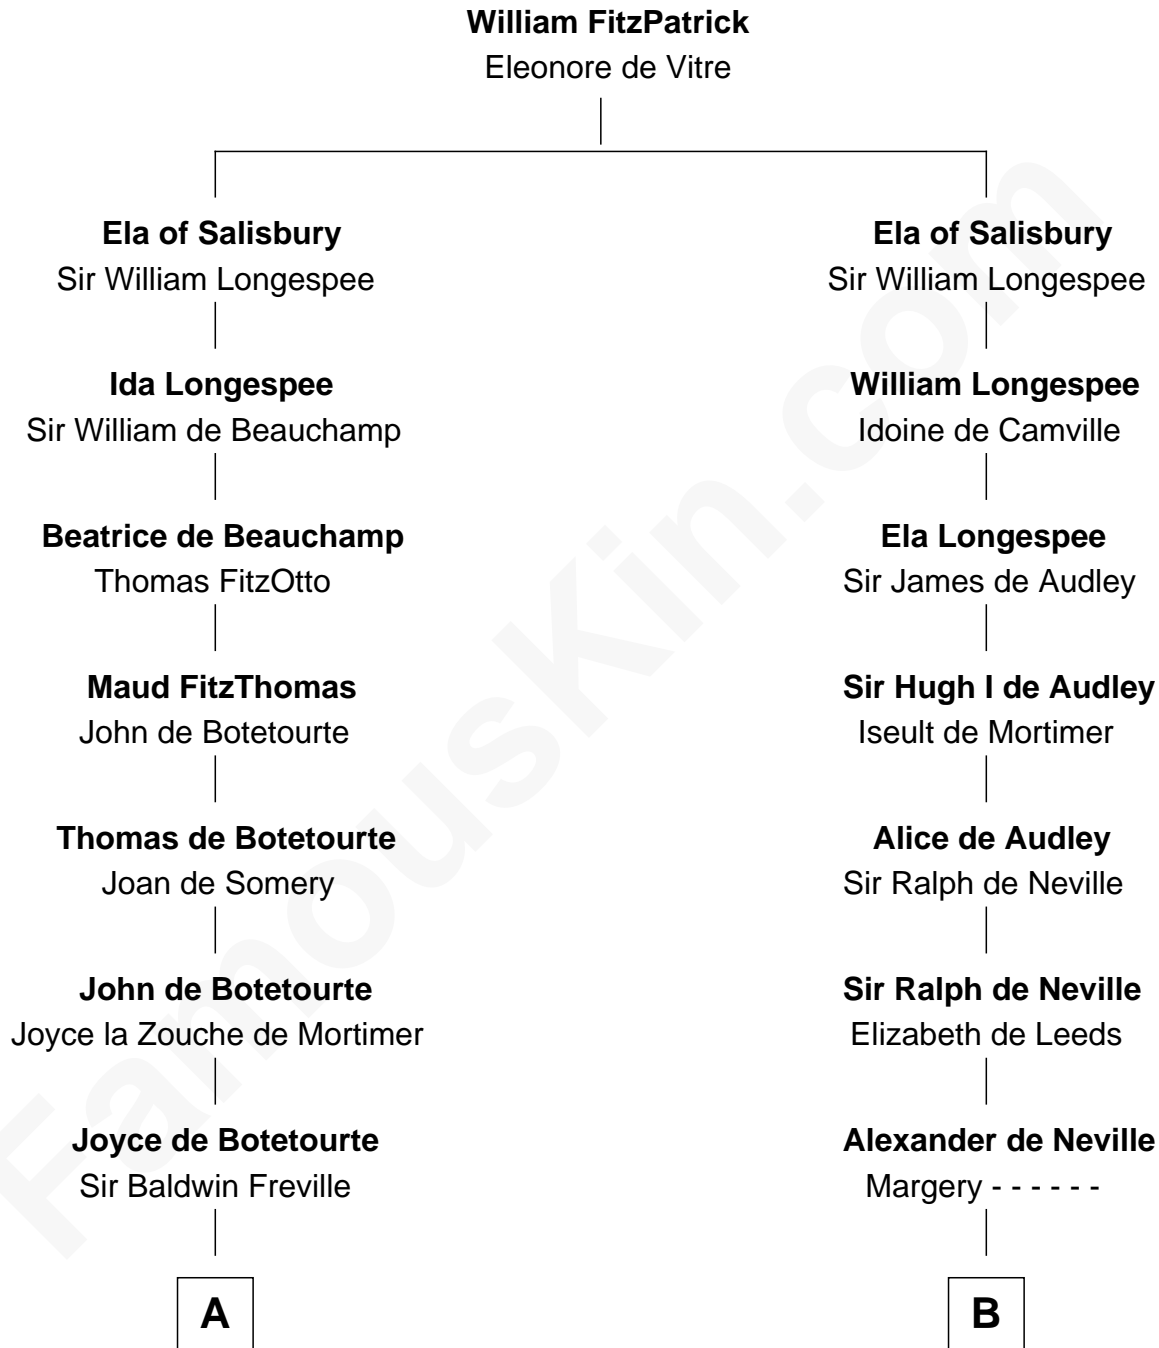 William FitzPatrick
Eleonore de Vitre
Ela of Salisbury
Sir William Longespee
Ida Longespee
Sir William de Beauchamp
Beatrice de Beauchamp
Thomas FitzOtto
Maud FitzThomas
John de Botetourte
Thomas de Botetourte
Joan de Somery
John de Botetourte
Joyce la Zouche de Mortimer
Joyce de Botetourte
Sir Baldwin Freville
A
Ela of Salisbury
Sir William Longespee
William Longespee
Idoine de Camville
Ela Longespee
Sir James de Audley
Sir Hugh I de Audley
Iseult de Mortimer
Alice de Audley
Sir Ralph de Neville
Sir Ralph de Neville
Elizabeth de Leeds
Alexander de Neville
Margery - - - - - -
B
FamousKin.com